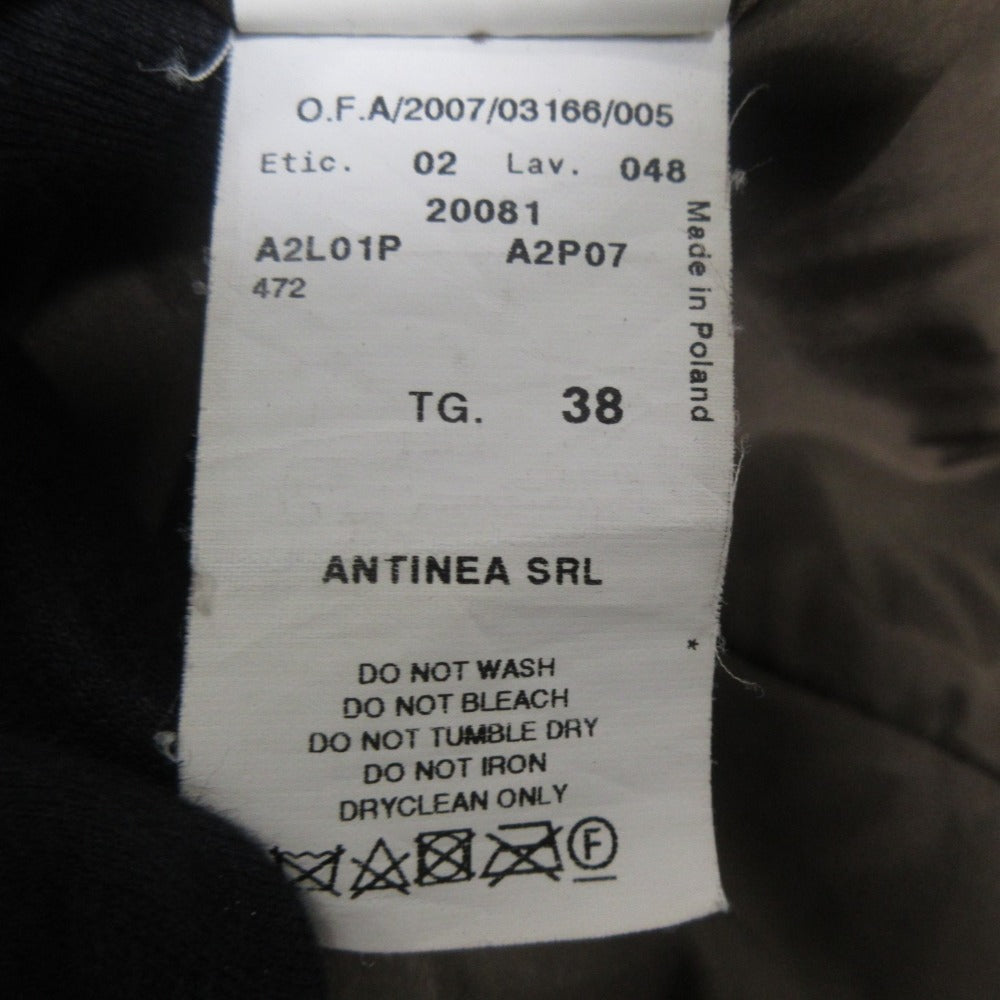 O.F.A/2007/03166/005
Etic. 02 Lav. 048
20081
A2L01P A2P07
472
Made in Poland
TG. 38
ANTINEA SRL
*
DO NOT WASH
DO NOT BLEACH
DO NOT TUMBLE DRY
DO NOT IRON
DRYCLEAN ONLY
F